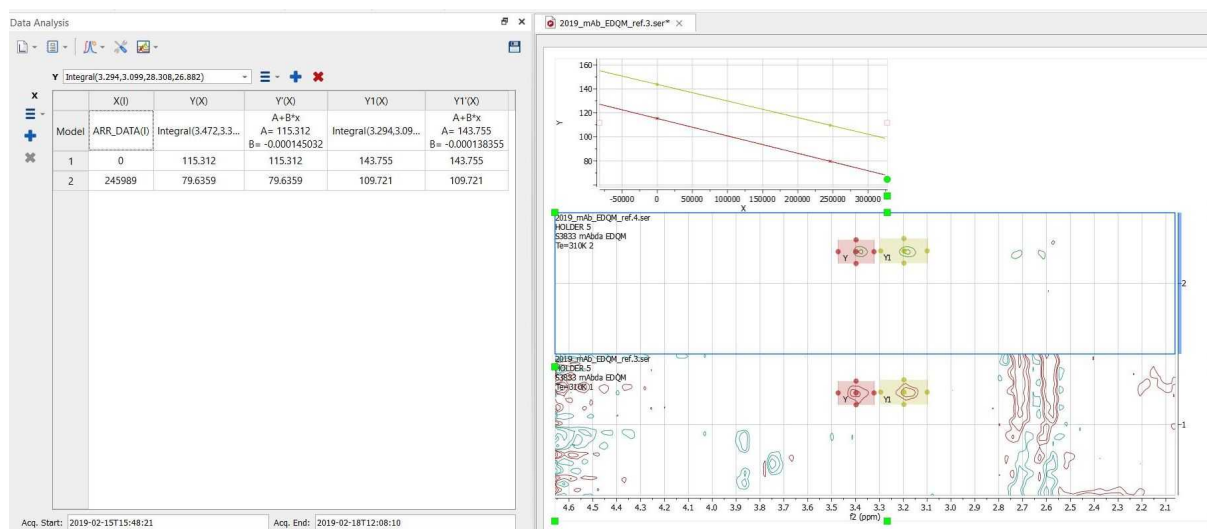 Data Analysis
2019_mAb_EDQM_ref.3.ser*
Y Integral(3.294,3.099,28.308,26.882)
X
X(I) Y(X) Y'(X) Y1(X) Y1'(X)
Model ARR_DATA(I) Integral(3.472,3.3... A+B*x A= 115.312 B= -0.000145032 Integral(3.294,3.09... A+B*x A= 143.755 B= -0.000138355
1 0 115.312 115.312 143.755 143.755
2 245989 79.6359 79.6359 109.721 109.721
Acq. Start: 2019-02-15T15:48:21 Acq. End: 2019-02-18T12:08:10
160
140
120
100
80
Y
-50000 0 50000 100000 150000 200000 250000 300000
X
2019_mAb_EDQM_ref.4.ser
HOLDER 5
S3833 mAbda EDQM
Te=310K 2
Y Y1
2
2019_mAb_EDQM_ref.3.ser
HOLDER 5
S3833 mAbda EDQM
Te=310K 1
Y Y1
1
4.6 4.5 4.4 4.3 4.2 4.1 4.0 3.9 3.8 3.7 3.6 3.5 3.4 3.3 3.2 3.1 3.0 2.9 2.8 2.7 2.6 2.5 2.4 2.3 2.2 2.1
f2 (ppm)